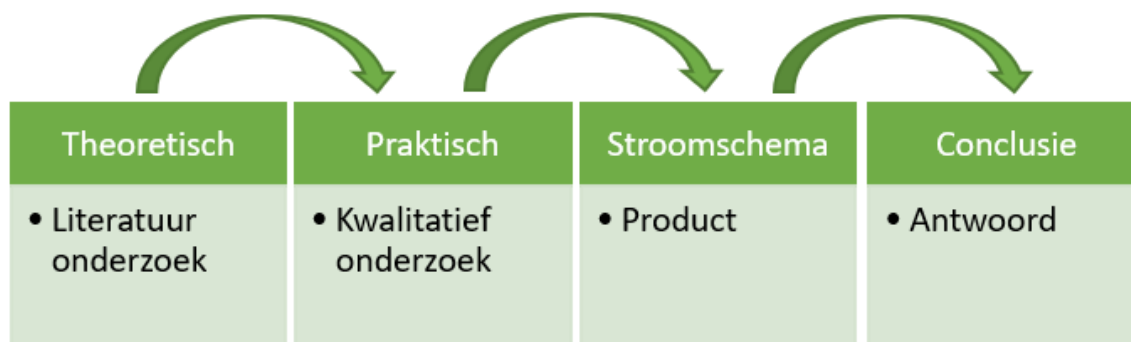 Theoretisch
• Literatuur
onderzoek
Praktisch
• Kwalitatief
onderzoek
Stroomschema
• Product
Conclusie
• Antwoord